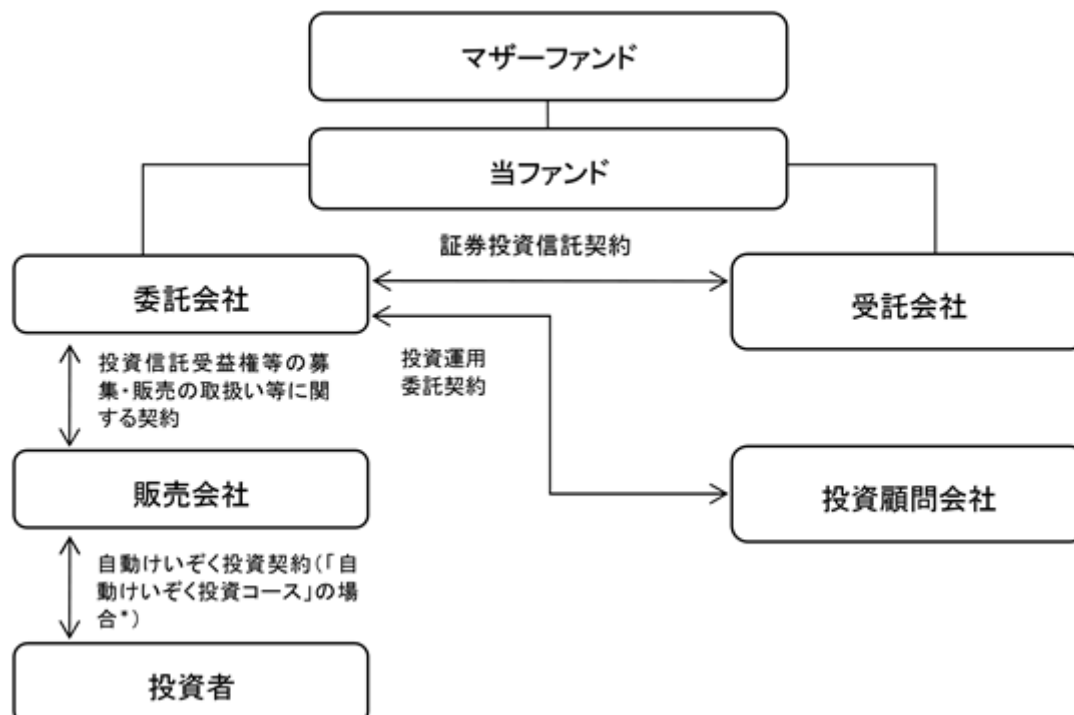 マザーファンド
当ファンド
証券投資信託契約
委託会社
受託会社
投資信託受益権等の募
集・販売の取扱い等に関
する契約
投資運用
委託契約
販売会社
投資顧問会社
自動けいぞく投資契約(「自
動けいぞく投資コース」の場
合*)
投資者